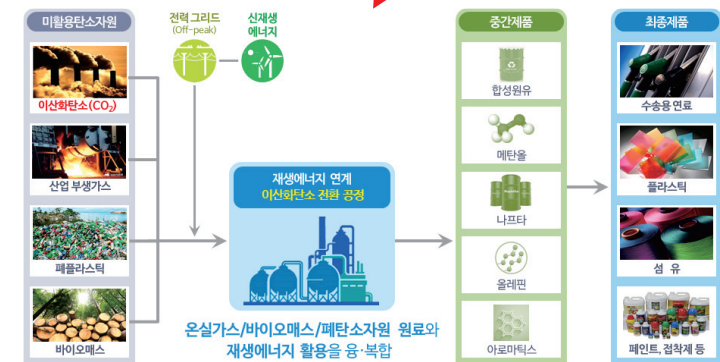 미활용탄소자원
이산화탄소(CO₂)
산업 부생가스
폐플라스틱
바이오매스
전력그리드
(Off-peak)
신재생
에너지
재생에너지 연계
이산화탄소 전환 공정
온실가스/바이오매스/폐탄소자원 원료와
재생에너지 활용을 융·복합
중간제품
합성원유
메탄올
나프타
올레핀
아로마틱스
최종제품
수송용 연료
플라스틱
섬 유
페인트, 접착제 등